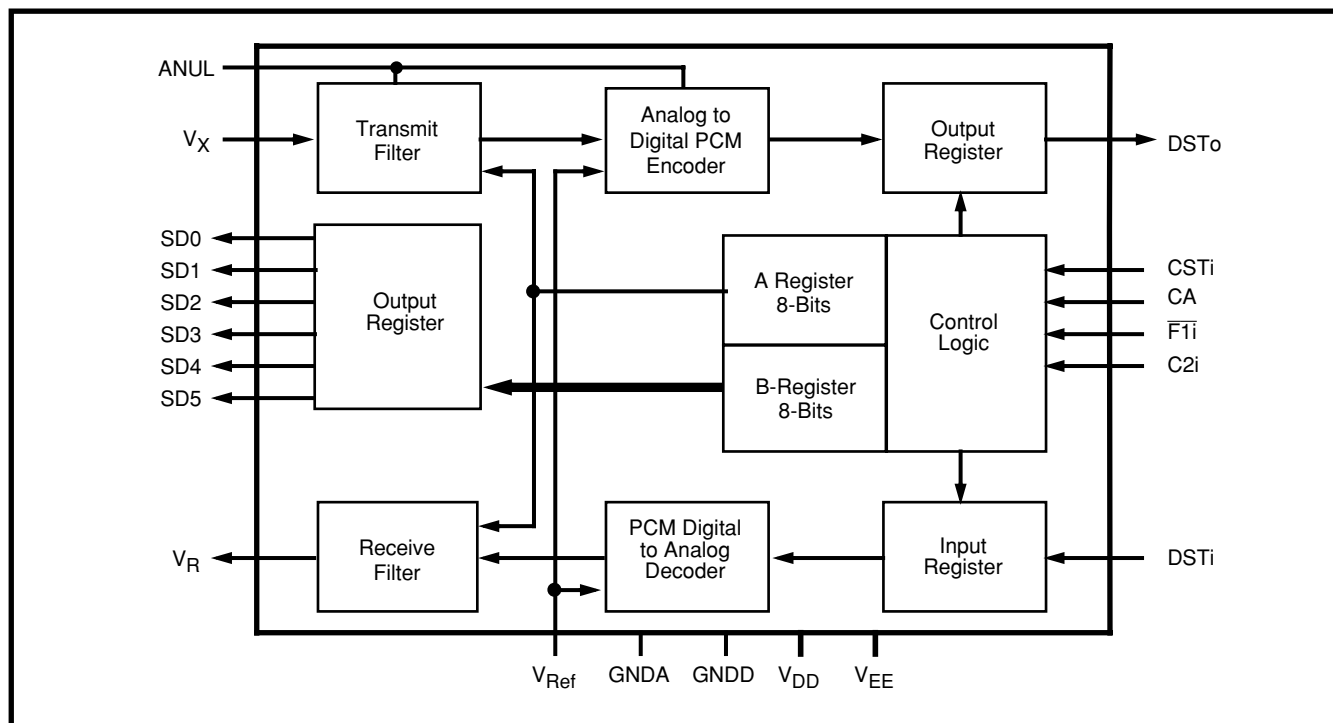 ANUL
Transmit
Filter
Analog to
Digital PCM
Encoder
Output
Register
VX
DSTo
SD0
SD1
SD2
SD3
SD4
SD5
Output
Register
A Register
8-Bits
B-Register
8-Bits
Control
Logic
CSTi
CA
F1i
C2i
VR
Receive
Filter
PCM Digital
to Analog
Decoder
Input
Register
DSTi
VRef
GNDA
GNDD
VDD
VEE